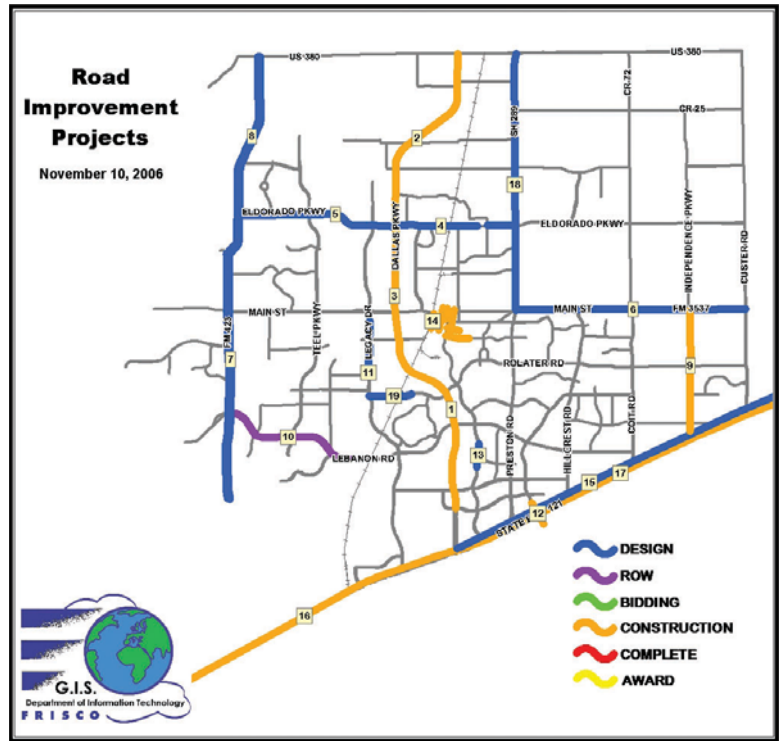 Road
Improvement
Projects
November 10, 2006
US 380
US 380
CR 72
CR 25
SH 289
8
2
18
5
ELDORADO PKWY
4
ELDORADO PKWY
DALLAS PKWY
INDEPENDENCE PKWY
CUSTER RD
3
MAIN ST
14
MAIN ST
6
FM 3537
FM 423
TEEL PKWY
LEGACY DR
7
11
ROLATER RD
9
19
1
10
LEBANON RD
13
PRESTON RD
HILLCREST RD
COIT RD
17
15
12
STATE
121
16
DESIGN
ROW
BIDDING
CONSTRUCTION
COMPLETE
AWARD
G.I.S.
Department of Information Technology
FRISCO